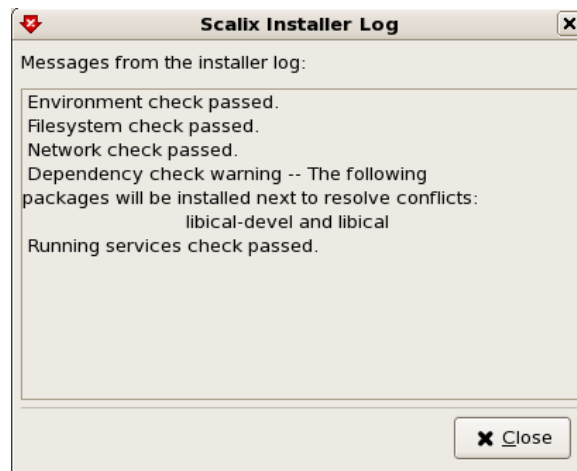 Scalix Installer Log
Messages from the installer log:
Environment check passed.
Filesystem check passed.
Network check passed.
Dependency check warning -- The following
packages will be installed next to resolve conflicts:
libical-devel and libical
Running services check passed.
Close